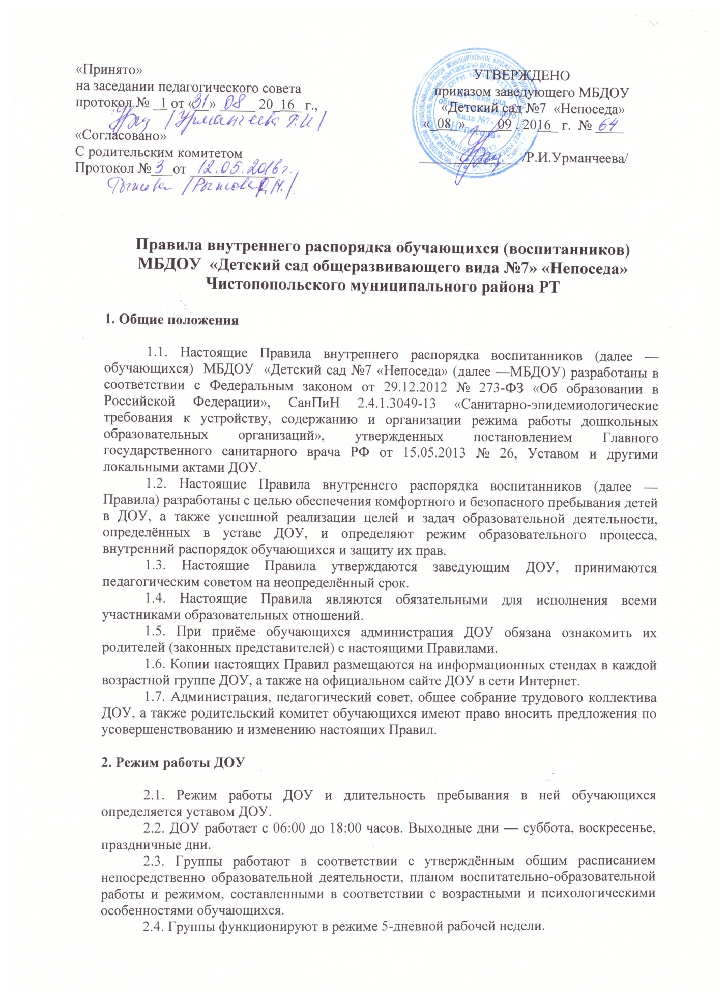 «Принято»
на заседании педагогического совета
протокол № _1 от «31» 08 20_16_ г.,
/Урманчеева Р.И/
«Согласовано»
С родительским комитетом
Протокол № 3 от 12.05.2016г.
Рыжова /Рыжова /
УТВЕРЖДЕНО
приказом заведующего МБДОУ
«Детский сад №7 «Непоседа»
«_08_» 09 2016_ г. № 64
/Р.И.Урманчеева/
Детский сад
общеразвивающего
вида №7»
«Непоседа»
Правила внутреннего распорядка обучающихся (воспитанников)
МБДОУ «Детский сад общеразвивающего вида №7» «Непоседа»
Чистопопольского муниципального района РТ
1. Общие положения
1.1. Настоящие Правила внутреннего распорядка воспитанников (далее —
обучающихся) МБДОУ «Детский сад №7 «Непоседа» (далее —МБДОУ) разработаны в
соответствии с Федеральным законом от 29.12.2012 № 273-ФЗ «Об образовании в
Российской Федерации», СанПиН 2.4.1.3049-13 «Санитарно-эпидемиологические
требования к устройству, содержанию и организации режима работы дошкольных
образовательных организаций», утвержденных постановлением Главного
государственного санитарного врача РФ от 15.05.2013 № 26, Уставом и другими
локальными актами ДОУ.
1.2. Настоящие Правила внутреннего распорядка воспитанников (далее —
Правила) разработаны с целью обеспечения комфортного и безопасного пребывания детей
в ДОУ, а также успешной реализации целей и задач образовательной деятельности,
определённых в уставе ДОУ, и определяют режим образовательного процесса,
внутренний распорядок обучающихся и защиту их прав.
1.3. Настоящие Правила утверждаются заведующим ДОУ, принимаются
педагогическим советом на неопределённый срок.
1.4. Настоящие Правила являются обязательными для исполнения всеми
участниками образовательных отношений.
1.5. При приёме обучающихся администрация ДОУ обязана ознакомить их
родителей (законных представителей) с настоящими Правилами.
1.6. Копии настоящих Правил размещаются на информационных стендах в каждой
возрастной группе ДОУ, а также на официальном сайте ДОУ в сети Интернет.
1.7. Администрация, педагогический совет, общее собрание трудового коллектива
ДОУ, а также родительский комитет обучающихся имеют право вносить предложения по
усовершенствованию и изменению настоящих Правил.
2. Режим работы ДОУ
2.1. Режим работы ДОУ и длительность пребывания в ней обучающихся
определяется уставом ДОУ.
2.2. ДОУ работает с 06:00 до 18:00 часов. Выходные дни — суббота, воскресенье,
праздничные дни.
2.3. Группы работают в соответствии с утверждённым общим расписанием
непосредственно образовательной деятельности, планом воспитательно-образовательной
работы и режимом, составленными в соответствии с возрастными и психологическими
особенностями обучающихся.
2.4. Группы функционируют в режиме 5-дневной рабочей недели.